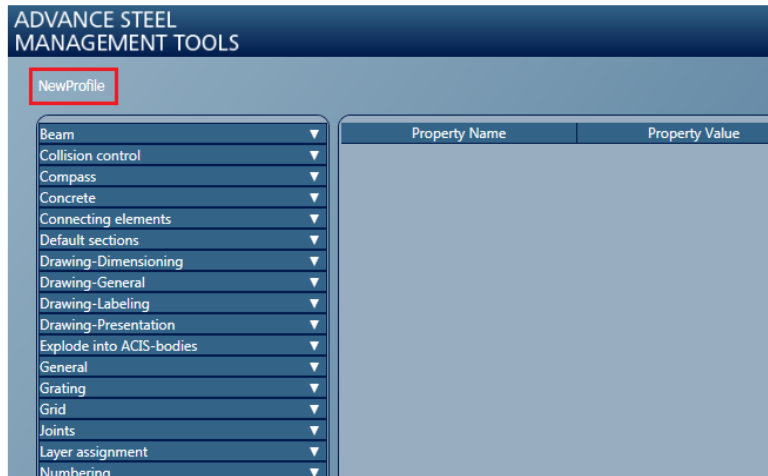 ADVANCE STEEL
MANAGEMENT TOOLS
NewProfile
Beam
Property Name Property Value
Collision control
Compass
Concrete
Connecting elements
Default sections
Drawing-Dimensioning
Drawing-General
Drawing-Labeling
Drawing-Presentation
Explode into ACIS-bodies
General
Grating
Grid
Joints
Layer assignment
Numbering